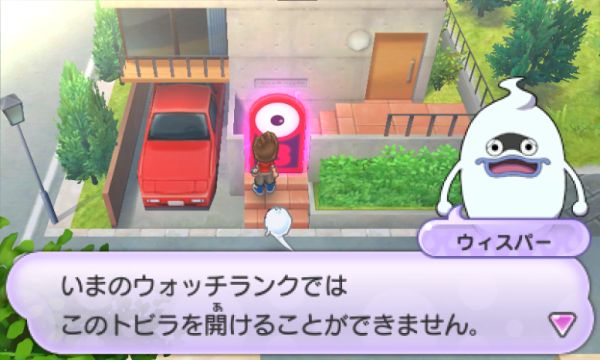 ウィスパー
いまのウォッチランクでは
このトビラを開けることができません。